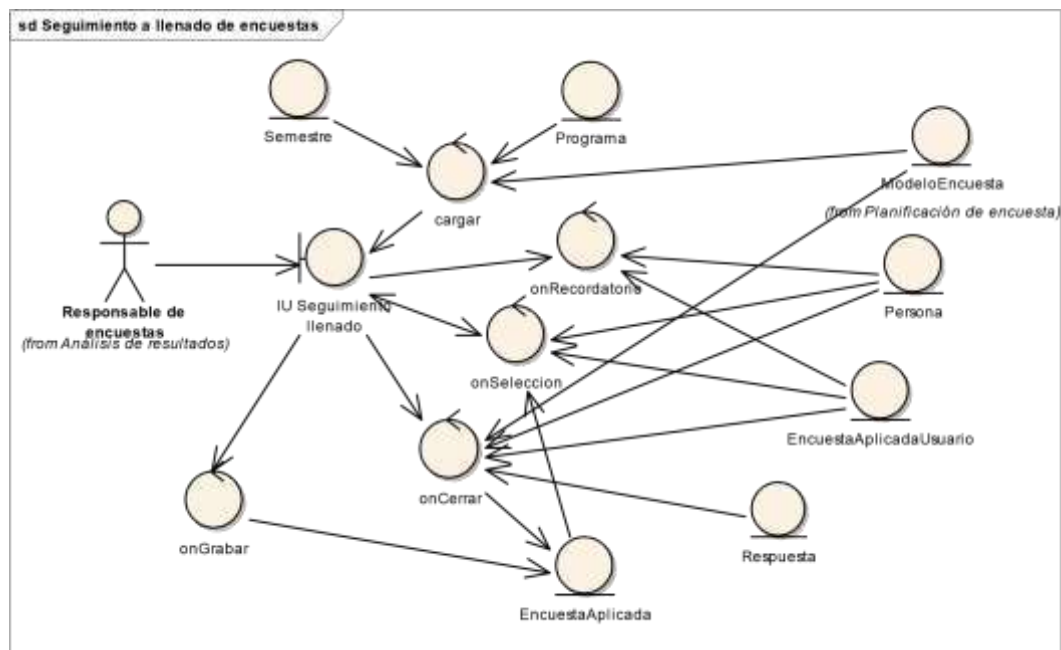 sd Seguimiento a llenado de encuestas
Semestre
Programa
ModeloEncuesta
(from Planificación de encuesta)
cargar
Responsable de
encuestas
(from Análisis de resultados)
IU Seguimiento
llenado
onRecordatorio
Persona
onSeleccion
EncuestaAplicadaUsuario
onCerrar
onGrabar
Respuesta
EncuestaAplicada